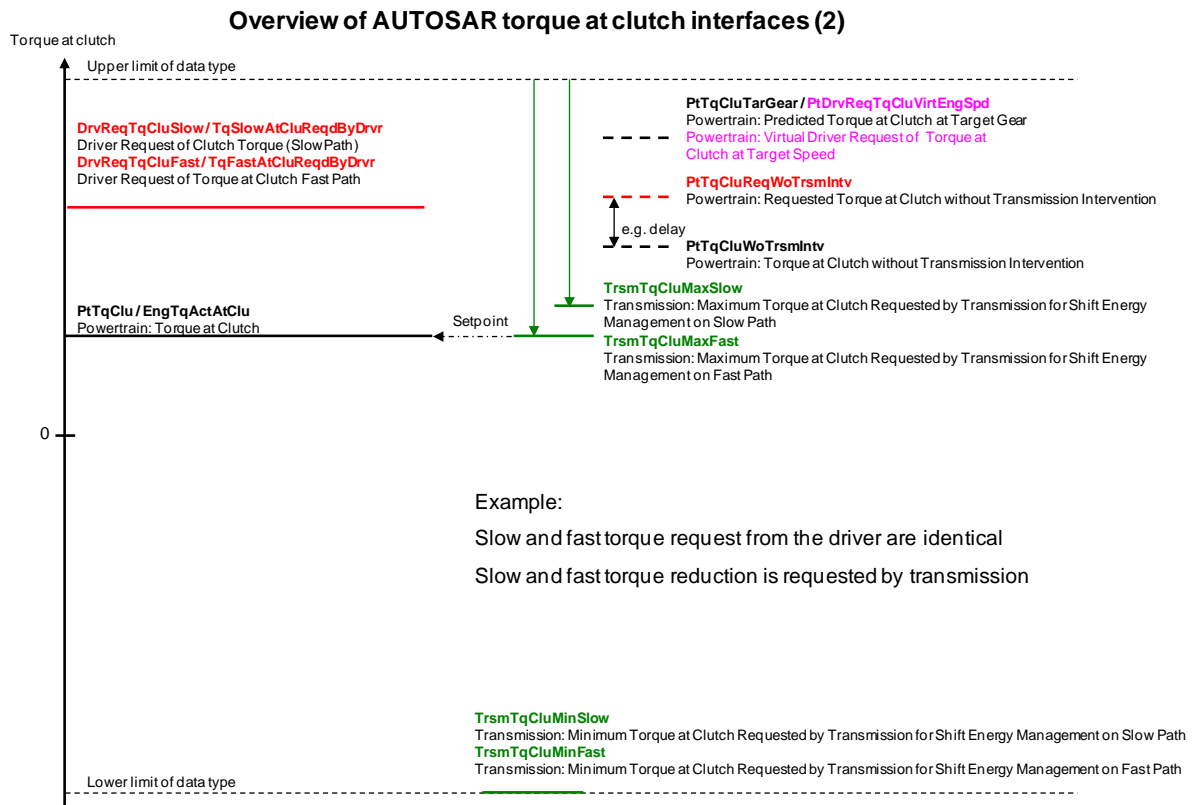 Overview of AUTOSAR torque at clutch interfaces (2)
Torque at clutch
Upper limit of data type
DrvReqTqCluSlow / TqSlowAtCluReqdByDrvr
Driver Request of Clutch Torque (Slow Path)
DrvReqTqCluFast / TqFastAtCluReqdByDrvr
Driver Request of Torque at Clutch Fast Path
PtTqCluTarGear / PtDrvReqTqCluVirtEngSpd
Powertrain: Predicted Torque at Clutch at Target Gear
Powertrain: Virtual Driver Request of Torque at
Clutch at Target Speed
PtTqCluReqWoTrsmIntv
Powertrain: Requested Torque at Clutch without Transmission Intervention
e.g. delay
PtTqCluWoTrsmIntv
Powertrain: Torque at Clutch without Transmission Intervention
TrsmTqCluMaxSlow
Transmission: Maximum Torque at Clutch Requested by Transmission for Shift Energy
Management on Slow Path
PtTqClu / EngTqActAtClu
Powertrain: Torque at Clutch
Setpoint
TrsmTqCluMaxFast
Transmission: Maximum Torque at Clutch Requested by Transmission for Shift Energy
Management on Fast Path
0
Example:
Slow and fast torque request from the driver are identical
Slow and fast torque reduction is requested by transmission
TrsmTqCluMinSlow
Transmission: Minimum Torque at Clutch Requested by Transmission for Shift Energy Management on Slow Path
TrsmTqCluMinFast
Transmission: Minimum Torque at Clutch Requested by Transmission for Shift Energy Management on Fast Path
Lower limit of data type